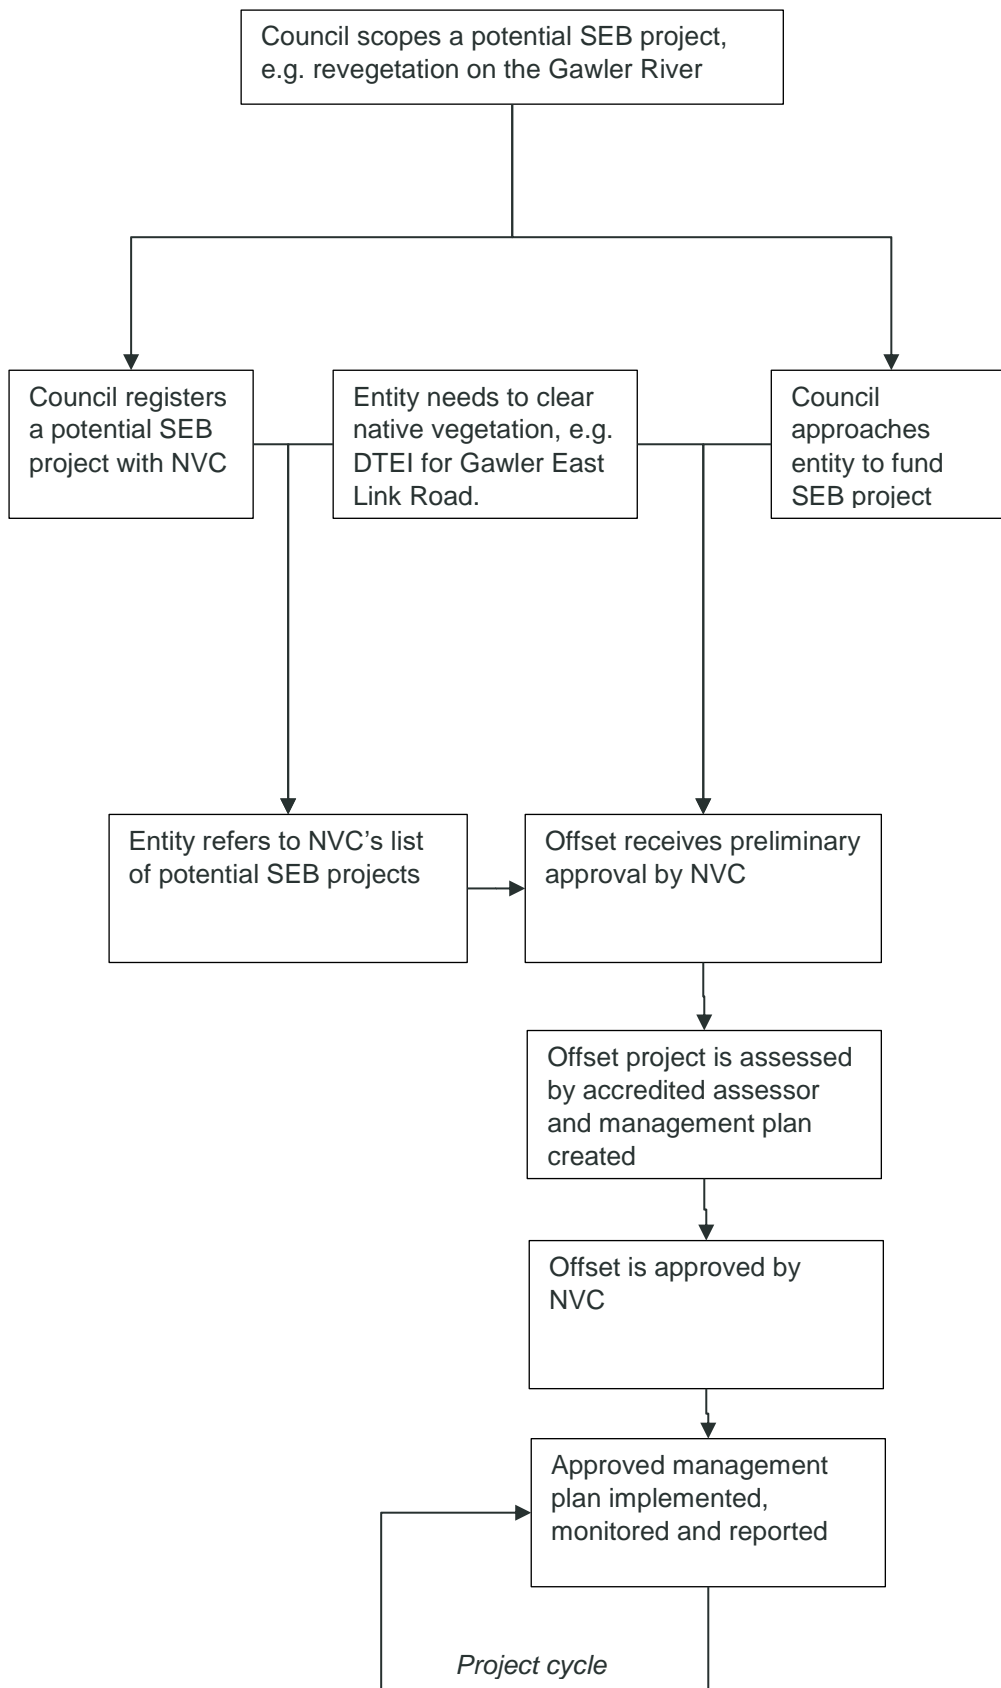 Council scopes a potential SEB project,
e.g. revegetation on the Gawler River
Council registers
a potential SEB
project with NVC
Entity needs to clear
native vegetation, e.g.
DTEI for Gawler East
Link Road.
Council
approaches
entity to fund
SEB project
Entity refers to NVC’s list
of potential SEB projects
Offset receives preliminary
approval by NVC
Offset project is assessed
by accredited assessor
and management plan
created
Offset is approved by
NVC
Approved management
plan implemented,
monitored and reported
Project cycle